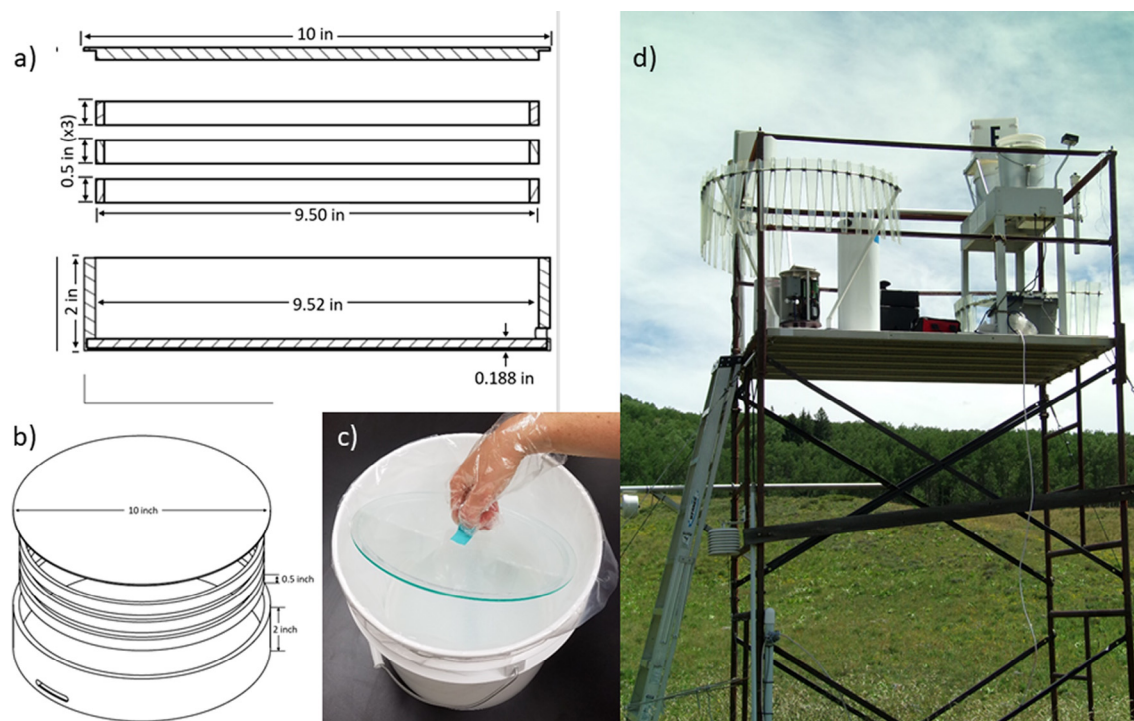 a)
10 in
0.5 in (x3)
9.50 in
2 in
9.52 in
0.188 in
b)
10 inch
0.5 inch
2 inch
c)
d)
F